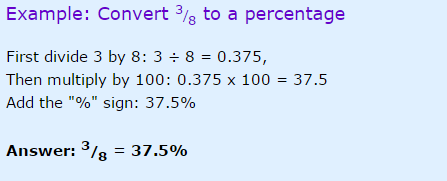 Example: Convert 3/8 to a percentage
First divide 3 by 8: 3 ÷ 8 = 0.375,
Then multiply by 100: 0.375 x 100 = 37.5
Add the "%" sign: 37.5%
Answer: 3/8 = 37.5%